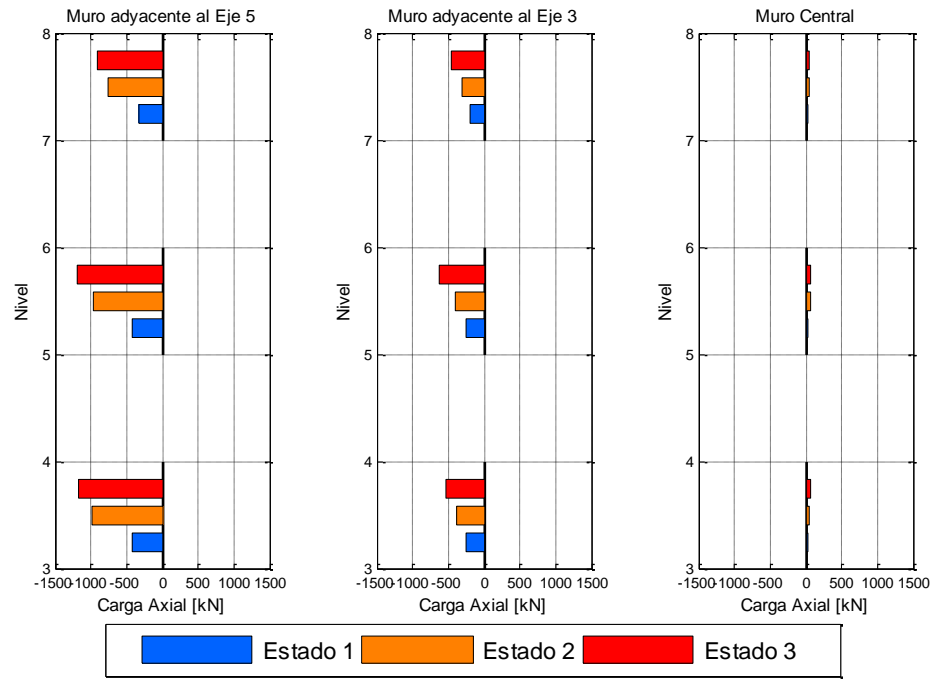 Muro adyacente al Eje 5
8
7
6
5
4
3
Nivel
-1500 -1000 -500 0 500 1000 1500
Carga Axial [kN]
Muro adyacente al Eje 3
8
7
6
5
4
3
Nivel
-1500 -1000 -500 0 500 1000 1500
Carga Axial [kN]
Muro Central
8
7
6
5
4
3
Nivel
-1500 -1000 -500 0 500 1000 1500
Carga Axial [kN]
Estado 1 Estado 2 Estado 3